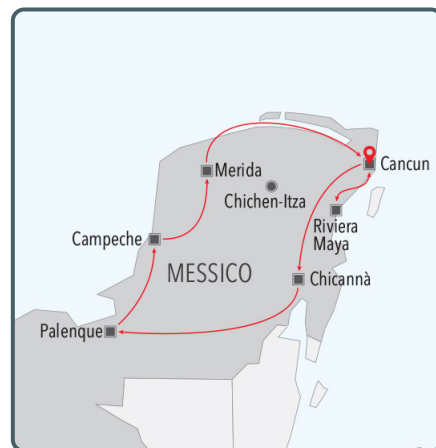 Merida
Cancun
Chichen-Itza
Riviera
Maya
Campeche
MESSICO
Chicannà
Palenque